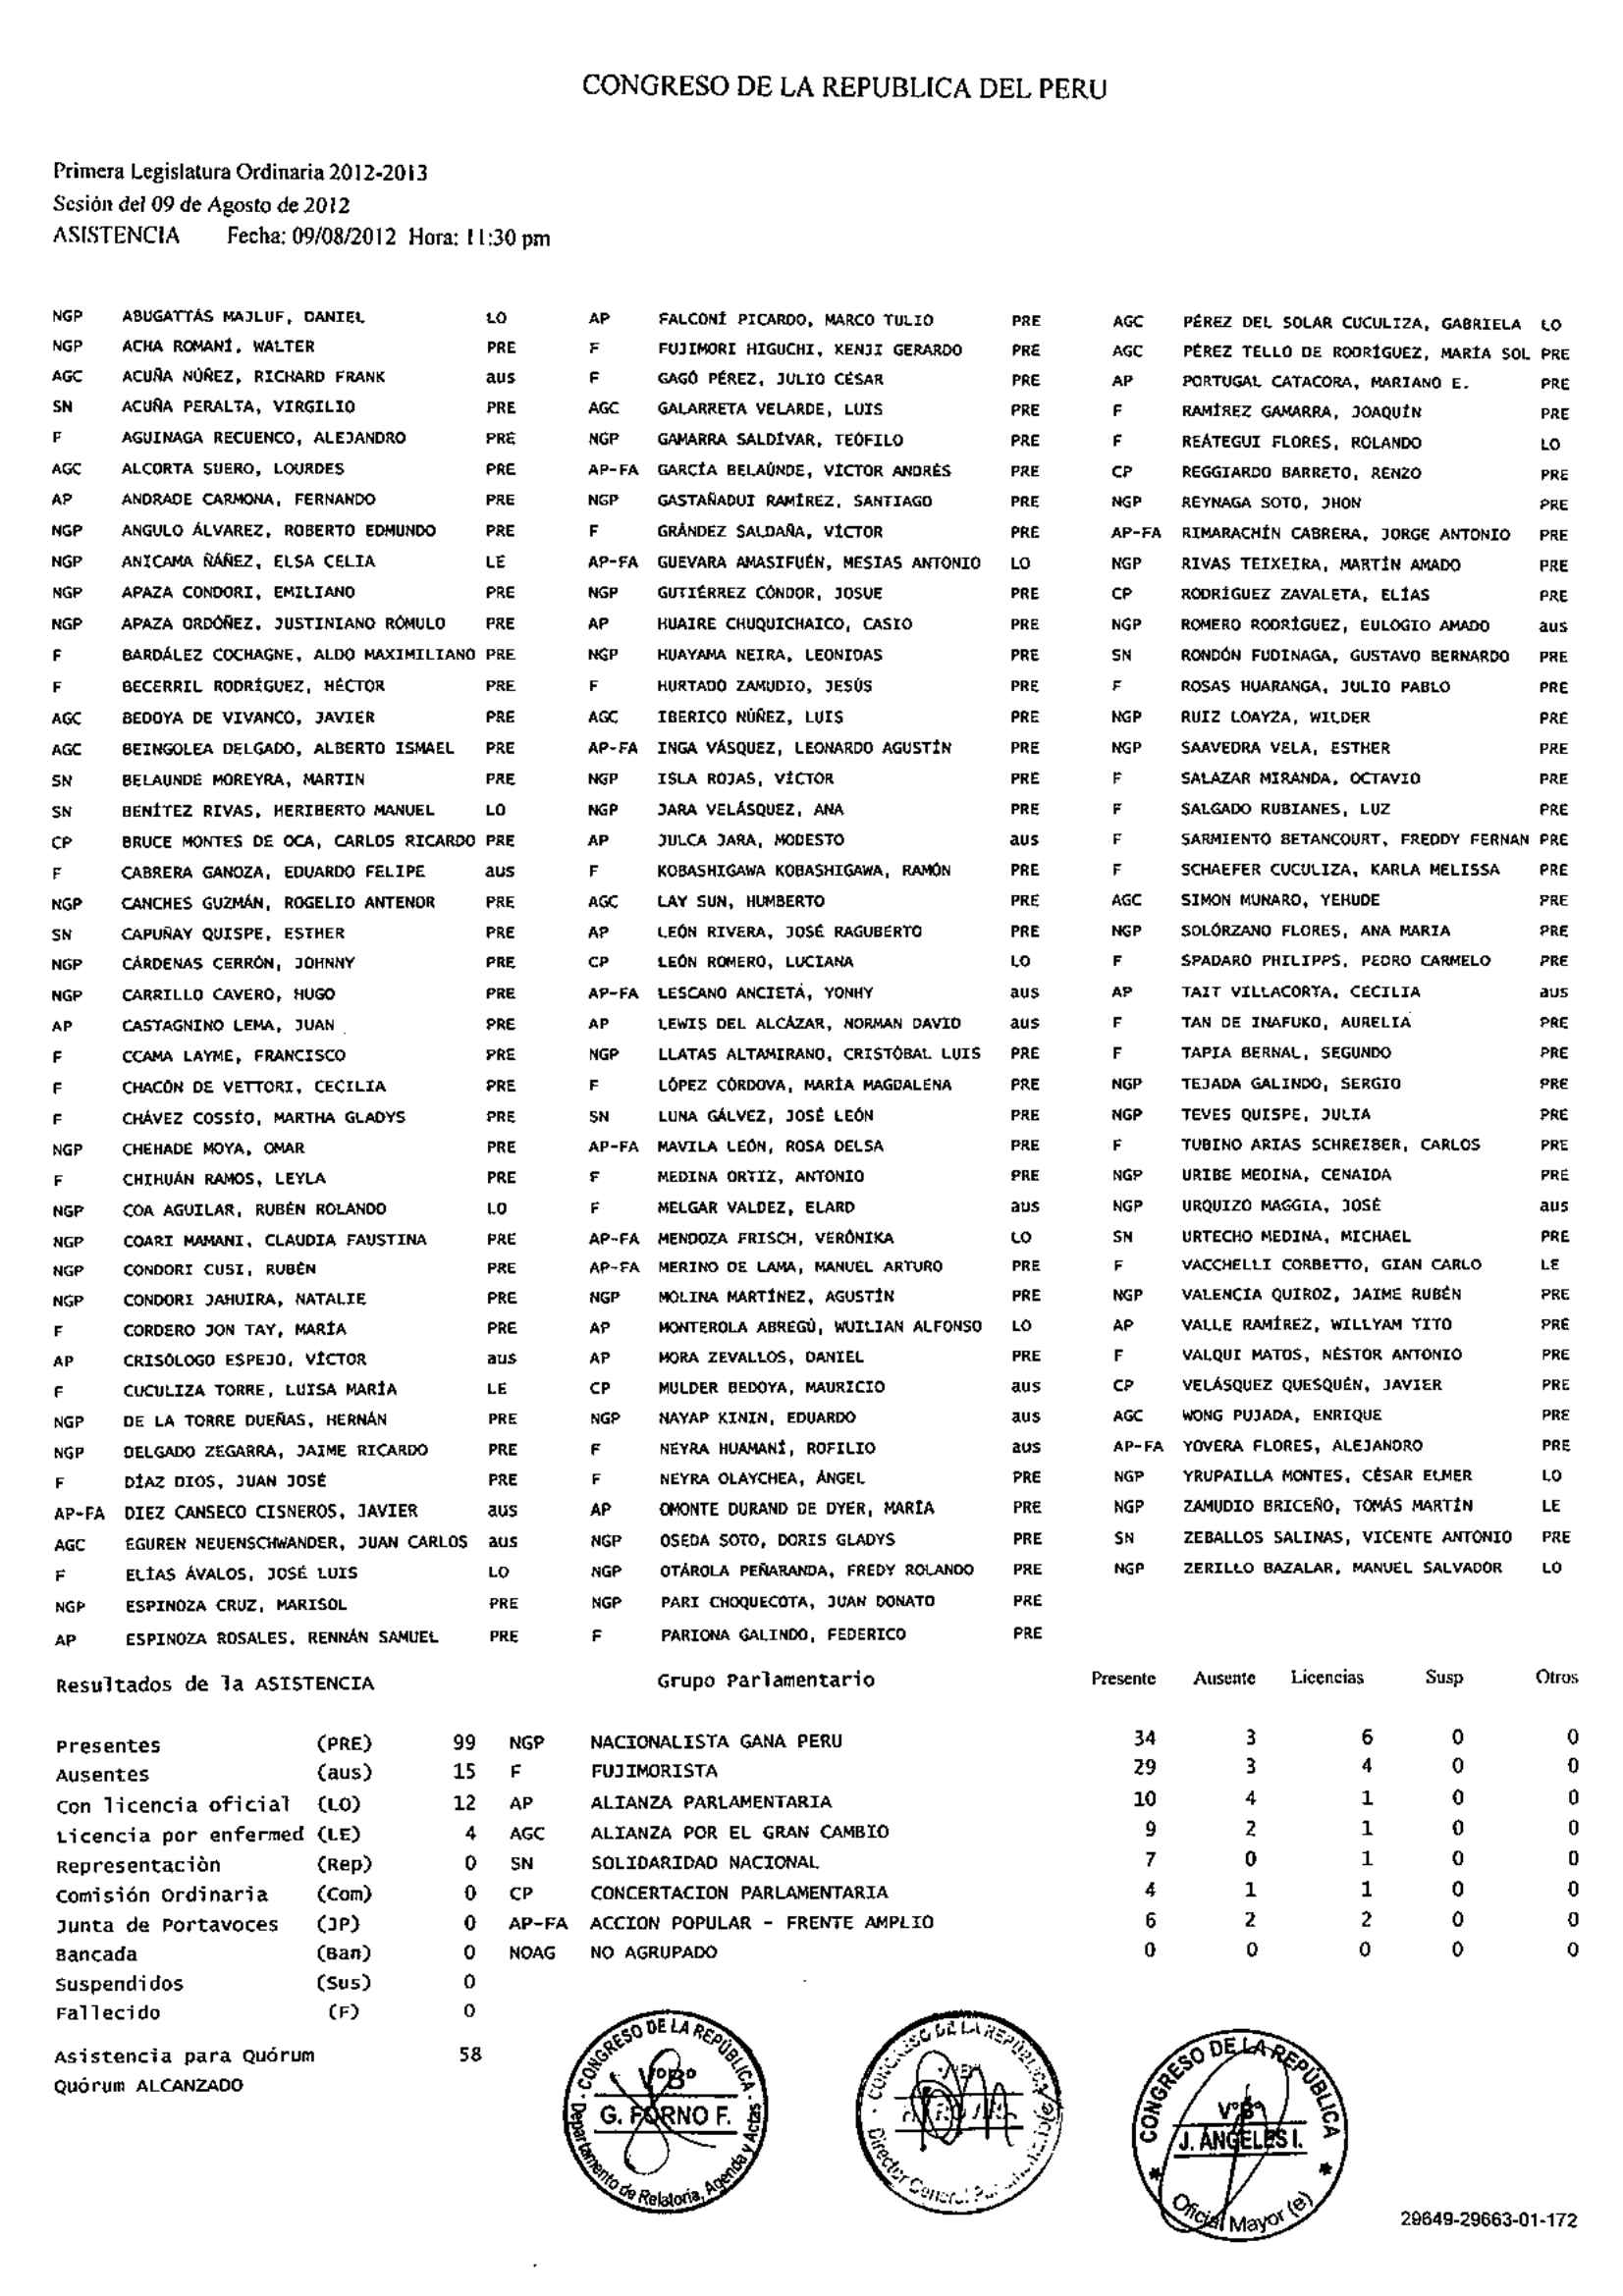 CONGRESO DE LA REPUBLICA DEL PERU
Primera Legislatura Ordinaria 2012-2013
Sesión del 09 de Agosto de 2012
ASISTENCIA Fecha: 09/08/2012 Hora: 11:30 pm
NGP ABUGATTÁS MAJLUF, DANIEL LO
NGP ACHA ROMANÍ, WALTER PRE
AGC ACUÑA NÚÑEZ, RICHARD FRANK aus
SN ACUÑA PERALTA, VIRGILIO PRE
F AGUINAGA RECUENCO, ALEJANDRO PRE
AGC ALCORTA SUERO, LOURDES PRE
AP ANDRADE CARMONA, FERNANDO PRE
NGP ANGULO ÁLVAREZ, ROBERTO EDMUNDO PRE
NGP ANICAMA ÑÁÑEZ, ELSA CELIA LE
NGP APAZA CONDORI, EMILIANO PRE
NGP APAZA ORDÓÑEZ, JUSTINIANO RÓMULO PRE
F BARDÁLEZ COCHAGNE, ALDO MAXIMILIANO PRE
F BECERRIL RODRÍGUEZ, HÉCTOR PRE
AGC BEDOYA DE VIVANCO, JAVIER PRE
AGC BEINGOLEA DELGADO, ALBERTO ISMAEL PRE
SN BELAUNDE MOREYRA, MARTIN PRE
SN BENÍTEZ RIVAS, HERIBERTO MANUEL LO
CP BRUCE MONTES DE OCA, CARLOS RICARDO PRE
F CABRERA GANOZA, EDUARDO FELIPE aus
NGP CANCHES GUZMÁN, ROGELIO ANTENOR PRE
SN CAPUÑAY QUISPE, ESTHER PRE
NGP CÁRDENAS CERRÓN, JOHNNY PRE
NGP CARRILLO CAVERO, HUGO PRE
AP CASTAGNINO LEMA, JUAN PRE
F CCAMA LAYME, FRANCISCO PRE
F CHACÓN DE VETTORI, CECILIA PRE
F CHÁVEZ COSSÍO, MARTHA GLADYS PRE
NGP CHEHADE MOYA, OMAR PRE
F CHIHUÁN RAMOS, LEYLA PRE
NGP COA AGUILAR, RUBÉN ROLANDO LO
NGP COARI MAMANI, CLAUDIA FAUSTINA PRE
NGP CONDORI CUSI, RUBÉN PRE
NGP CONDORI JAHUIRA, NATALIE PRE
F CORDERO JON TAY, MARÍA PRE
AP CRISÓLOGO ESPEJO, VÍCTOR aus
F CUCULIZA TORRE, LUISA MARÍA LE
NGP DE LA TORRE DUEÑAS, HERNÁN PRE
NGP DELGADO ZEGARRA, JAIME RICARDO PRE
F DÍAZ DIOS, JUAN JOSÉ PRE
AP-FA DIEZ CANSECO CISNEROS, JAVIER aus
AGC EGUREN NEUENSCHWANDER, JUAN CARLOS aus
F ELÍAS ÁVALOS, JOSÉ LUIS LO
NGP ESPINOZA CRUZ, MARISOL PRE
AP ESPINOZA ROSALES, RENNÁN SAMUEL PRE
AP FALCONÍ PICARDO, MARCO TULIO PRE
F FUJIMORI HIGUCHI, KENJI GERARDO PRE
F GAGÓ PÉREZ, JULIO CÉSAR PRE
AGC GALARRETA VELARDE, LUIS PRE
NGP GAMARRA SALDÍVAR, TEÓFILO PRE
AP-FA GARCÍA BELAÚNDE, VÍCTOR ANDRÉS PRE
NGP GASTAÑADUI RAMÍREZ, SANTIAGO PRE
F GRÁNDEZ SALDAÑA, VÍCTOR PRE
AP-FA GUEVARA AMASIFUÉN, MESIAS ANTONIO LO
NGP GUTIÉRREZ CÓNDOR, JOSUE PRE
AP HUAIRE CHUQUICHAICO, CASIO PRE
NGP HUAYAMA NEIRA, LEONIDAS PRE
F HURTADO ZAMUDIO, JESÚS PRE
AGC IBERICO NÚÑEZ, LUIS PRE
AP-FA INGA VÁSQUEZ, LEONARDO AGUSTÍN PRE
NGP ISLA ROJAS, VÍCTOR PRE
NGP JARA VELÁSQUEZ, ANA PRE
AP JULCA JARA, MODESTO aus
F KOBASHIGAWA KOBASHIGAWA, RAMÓN PRE
AGC LAY SUN, HUMBERTO PRE
AP LEÓN RIVERA, JOSÉ RAGUBERTO PRE
CP LEÓN ROMERO, LUCIANA LO
AP-FA LESCANO ANCIETA, YONHY aus
AP LEWIS DEL ALCÁZAR, NORMAN DAVID aus
NGP LLATAS ALTAMIRANO, CRISTÓBAL LUIS PRE
F LÓPEZ CÓRDOVA, MARÍA MAGDALENA PRE
SN LUNA GÁLVEZ, JOSÉ LEÓN PRE
AP-FA MAVILA LEÓN, ROSA DELSA PRE
F MEDINA ORTIZ, ANTONIO PRE
F MELGAR VALDEZ, ELARD aus
AP-FA MENDOZA FRISCH, VERÓNIKA LO
AP-FA MERINO DE LAMA, MANUEL ARTURO PRE
NGP MOLINA MARTÍNEZ, AGUSTÍN PRE
AP MONTEROLA ABREGÚ, WUILIAN ALFONSO LO
AP MORA ZEVALLOS, DANIEL PRE
CP MULDER BEDOYA, MAURICIO aus
NGP NAYAP KININ, EDUARDO aus
F NEYRA HUAMANÍ, ROFILIO aus
F NEYRA OLAYCHEA, ÁNGEL PRE
AP OMONTE DURAND DE DYER, MARÍA PRE
NGP OSEDA SOTO, DORIS GLADYS PRE
NGP OTÁROLA PEÑARANDA, FREDY ROLANDO PRE
NGP PARI CHOQUECOTA, JUAN DONATO PRE
F PARIONA GALINDO, FEDERICO PRE
AGC PÉREZ DEL SOLAR CUCULIZA, GABRIELA LO
AGC PÉREZ TELLO DE RODRÍGUEZ, MARÍA SOL PRE
AP PORTUGAL CATACORA, MARIANO E. PRE
F RAMÍREZ GAMARRA, JOAQUÍN PRE
F REÁTEGUI FLORES, ROLANDO LO
CP REGGIARDO BARRETO, RENZO PRE
NGP REYNAGA SOTO, JHON PRE
AP-FA RIMARACHÍN CABRERA, JORGE ANTONIO PRE
NGP RIVAS TEIXEIRA, MARTÍN AMADO PRE
CP RODRÍGUEZ ZAVALETA, ELÍAS PRE
NGP ROMERO RODRÍGUEZ, EULOGIO AMADO aus
SN RONDÓN FUDINAGA, GUSTAVO BERNARDO PRE
F ROSAS HUARANGA, JULIO PABLO PRE
NGP RUIZ LOAYZA, WILDER PRE
NGP SAAVEDRA VELA, ESTHER PRE
F SALAZAR MIRANDA, OCTAVIO PRE
F SALGADO RUBIANES, LUZ PRE
F SARMIENTO BETANCOURT, FREDDY FERNAN PRE
F SCHAEFER CUCULIZA, KARLA MELISSA PRE
AGC SIMON MUNARO, YEHUDE PRE
NGP SOLÓRZANO FLORES, ANA MARIA PRE
F SPADARO PHILIPPS, PEDRO CARMELO PRE
AP TAIT VILLACORTA, CECILIA aus
F TAN DE INAFUKO, AURELIA PRE
F TAPIA BERNAL, SEGUNDO PRE
NGP TEJADA GALINDO, SERGIO PRE
NGP TEVES QUISPE, JULIA PRE
F TUBINO ARIAS SCHREIBER, CARLOS PRE
NGP URIBE MEDINA, CENAIDA PRE
NGP URQUIZO MAGGIA, JOSÉ aus
SN URTECHO MEDINA, MICHAEL PRE
F VACCHELLI CORBETTO, GIAN CARLO LE
NGP VALENCIA QUIROZ, JAIME RUBÉN PRE
AP VALLE RAMÍREZ, WILLYAM TITO PRE
F VALQUI MATOS, NÉSTOR ANTONIO PRE
CP VELÁSQUEZ QUESQUÉN, JAVIER PRE
AGC WONG PUJADA, ENRIQUE PRE
AP-FA YOVERA FLORES, ALEJANDRO PRE
NGP YRUPAILLA MONTES, CÉSAR ELMER LO
NGP ZAMUDIO BRICEÑO, TOMÁS MARTÍN LE
SN ZEBALLOS SALINAS, VICENTE ANTONIO PRE
NGP ZERILLO BAZALAR, MANUEL SALVADOR LO
Resultados de la ASISTENCIA
Presentes (PRE) 99
Ausentes (aus) 15
Con licencia oficial (LO) 12
Licencia por enfermed (LE) 4
Representación (Rep) 0
Comisión Ordinaria (Com) 0
Junta de Portavoces (JP) 0
Bancada (Ban) 0
Suspendidos (Sus) 0
Fallecido (F) 0
Asistencia para Quórum 58
Quórum ALCANZADO
Grupo Parlamentario Presente Ausente Licencias Susp Otros
NGP NACIONALISTA GANA PERU 34 3 6 0 0
F FUJIMORISTA 29 3 4 0 0
AP ALIANZA PARLAMENTARIA 10 4 1 0 0
AGC ALIANZA POR EL GRAN CAMBIO 9 2 1 0 0
SN SOLIDARIDAD NACIONAL 7 0 1 0 0
CP CONCERTACION PARLAMENTARIA 4 1 1 0 0
AP-FA ACCION POPULAR - FRENTE AMPLIO 6 2 2 0 0
NOAG NO AGRUPADO 0 0 0 0 0
CONGRESO DE LA REPÚBLICA
V°B°
G. FORNO F.
Departamento de Relatoria, Agenda y Actas
CONGRESO DE LA REPÚBLICA
Director General
CONGRESO DE LA REPÚBLICA
V°B°
J. ÁNGELES I.
Oficial Mayor (e)
29649-29663-01-172